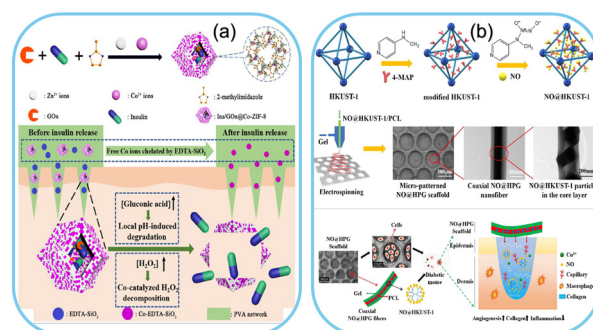 (a)
Zn²⁺ ions
: Co²⁺ ions
: 2-methylimidazole
: GOx
: Insulin
: Ins/GOx@Co-ZIF-8
Before insulin release
After insulin release
Free Co ions chelated by EDTA-SiO₂
[Gluconic acid]
Local pH-induced
degradation
[H₂O₂]
Co-catalyzed H₂O₂
decomposition
: EDTA-SiO₂
: Co-EDTA-SiO₂
: PVA network
(b)
4-MAP
NO
HKUST-1
modified HKUST-1
NO@HKUST-1
NO@HKUST-1/PCL
Gel
Electrospinning
500 μm
200nm
Micro-patterned
NO@HPG scaffold
Coaxial NO@HPG
nanofiber
NO@HKUST-1 particle
in the core layer
Cells
NO@HPG
Scaffold
NO@HPG
Scaffold
Epidermis
Dermis
Diabetic
mouse
Gel
PCL
Coaxial
NO@HPG fibers
NO@HKUST-1
Cu²⁺
NO
Capillary
Macrophage
Collagen
Angiogenesis↑ Collagen↑ Inflammation↓